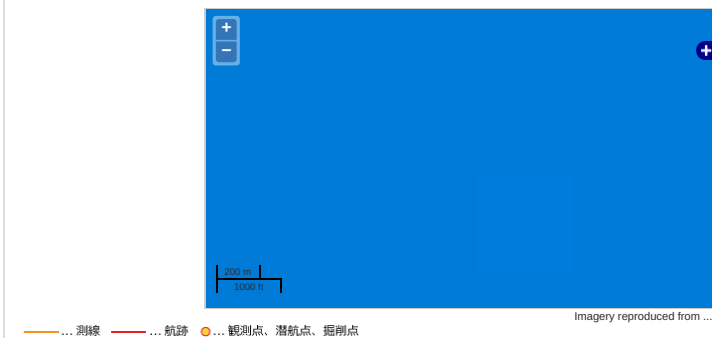 +
−
+
200 m
1000 ft
Imagery reproduced from ...
... 測線 ... 航跡 ... 観測点、潜航点、掘削点